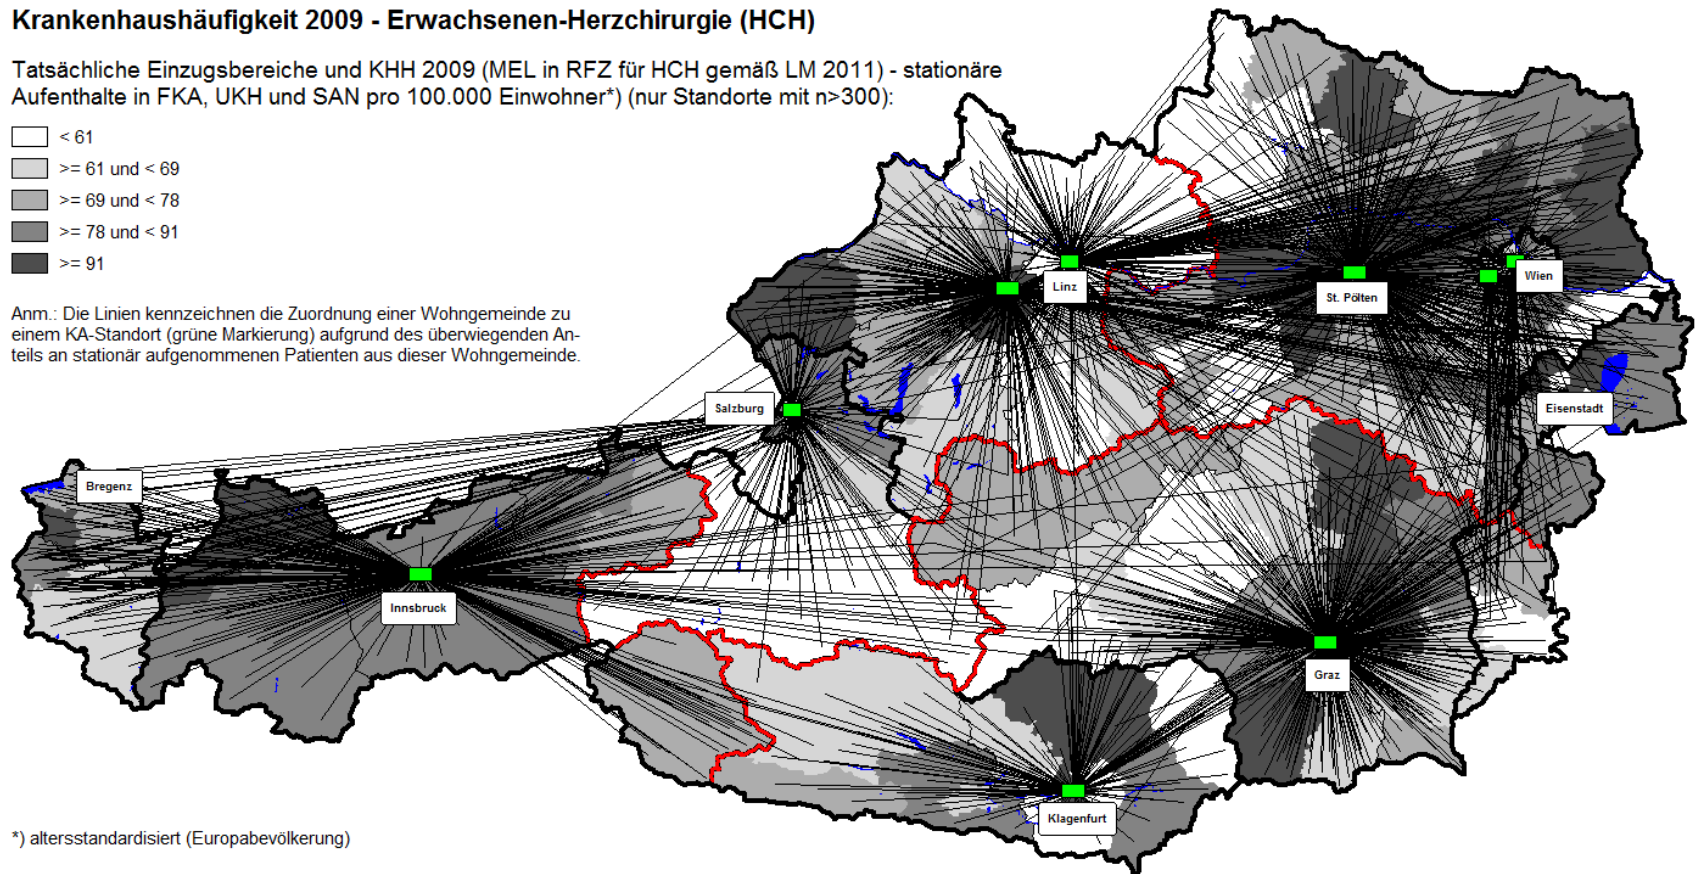 Krankenhaushäufigkeit 2009 - Erwachsenen-Herzchirurgie (HCH)
Tatsächliche Einzugsbereiche und KHH 2009 (MEL in RFZ für HCH gemäß LM 2011) - stationäre
Aufenthalte in FKA, UKH und SAN pro 100.000 Einwohner*) (nur Standorte mit n>300):
< 61
>= 61 und < 69
>= 69 und < 78
>= 78 und < 91
>= 91
Anm.: Die Linien kennzeichnen die Zuordnung einer Wohngemeinde zu
einem KA-Standort (grüne Markierung) aufgrund des überwiegenden An-
teils an stationär aufgenommenen Patienten aus dieser Wohngemeinde.
Linz
St. Pölten
Wien
Salzburg
Eisenstadt
Bregenz
Innsbruck
Graz
Klagenfurt
*) altersstandardisiert (Europabevölkerung)